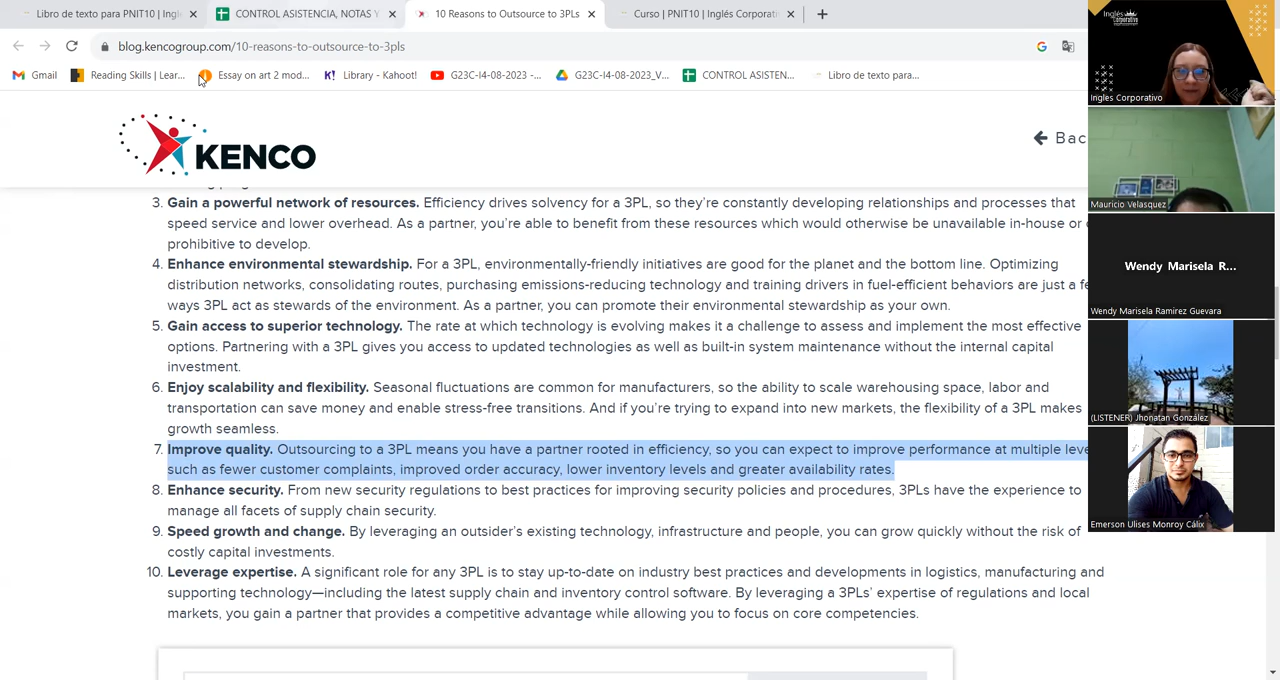 Libro de texto para PNIT10 | Ingl
CONTROL ASISTENCIA, NOTAS Y
10 Reasons to Outsource to 3PLs
Curso | PNIT10 | Inglés Corporati
blog.kencogroup.com/10-reasons-to-outsource-to-3pls
Gmail
Reading Skills | Lear...
Essay on art 2 mod...
Library - Kahoot!
G23C-I4-08-2023 -...
G23C-I4-08-2023_V...
CONTROL ASISTEN...
Libro de texto para...
KENCO
Bac
3. Gain a powerful network of resources. Efficiency drives solvency for a 3PL, so they're constantly developing relationships and processes that
speed service and lower overhead. As a partner, you're able to benefit from these resources which would otherwise be unavailable in-house or
prohibitive to develop.
4. Enhance environmental stewardship. For a 3PL, environmentally-friendly initiatives are good for the planet and the bottom line. Optimizing
distribution networks, consolidating routes, purchasing emissions-reducing technology and training drivers in fuel-efficient behaviors are just a fe
ways 3PL act as stewards of the environment. As a partner, you can promote their environmental stewardship as your own.
5. Gain access to superior technology. The rate at which technology is evolving makes it a challenge to assess and implement the most effective
options. Partnering with a 3PL gives you access to updated technologies as well as built-in system maintenance without the internal capital
investment.
6. Enjoy scalability and flexibility. Seasonal fluctuations are common for manufacturers, so the ability to scale warehousing space, labor and
transportation can save money and enable stress-free transitions. And if you're trying to expand into new markets, the flexibility of a 3PL makes
growth seamless.
7. Improve quality. Outsourcing to a 3PL means you have a partner rooted in efficiency, so you can expect to improve performance at multiple leve
such as fewer customer complaints, improved order accuracy, lower inventory levels and greater availability rates.
8. Enhance security. From new security regulations to best practices for improving security policies and procedures, 3PLs have the experience to
manage all facets of supply chain security.
9. Speed growth and change. By leveraging an outsider's existing technology, infrastructure and people, you can grow quickly without the risk of
costly capital investments.
10. Leverage expertise. A significant role for any 3PL is to stay up-to-date on industry best practices and developments in logistics, manufacturing and
supporting technology—including the latest supply chain and inventory control software. By leveraging a 3PLs' expertise of regulations and local
markets, you gain a partner that provides a competitive advantage while allowing you to focus on core competencies.
Inglés
Corporativo
Ingles Corporativo
Mauricio Velasquez
Wendy Marisela R...
Wendy Marisela Ramirez Guevara
(LISTENER) Jhonatan González
Emerson Ulises Monroy Cálix